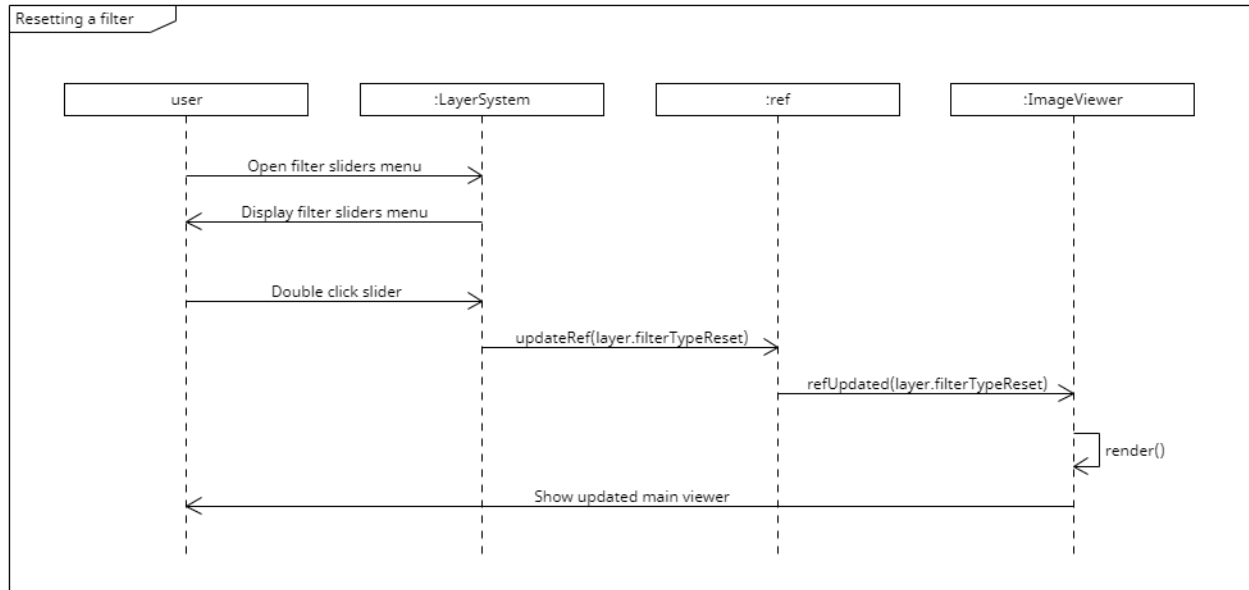 Resetting a filter
user
:LayerSystem
:ref
:ImageViewer
Open filter sliders menu
Display filter sliders menu
Double click slider
updateRef(layer.filterTypeReset)
refUpdated(layer.filterTypeReset)
render()
Show updated main viewer